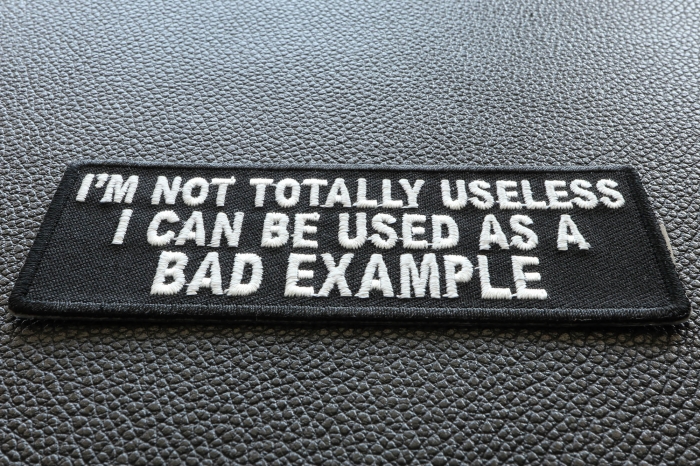 I'M NOT TOTALLY USELESS
I CAN BE USED AS A
BAD EXAMPLE